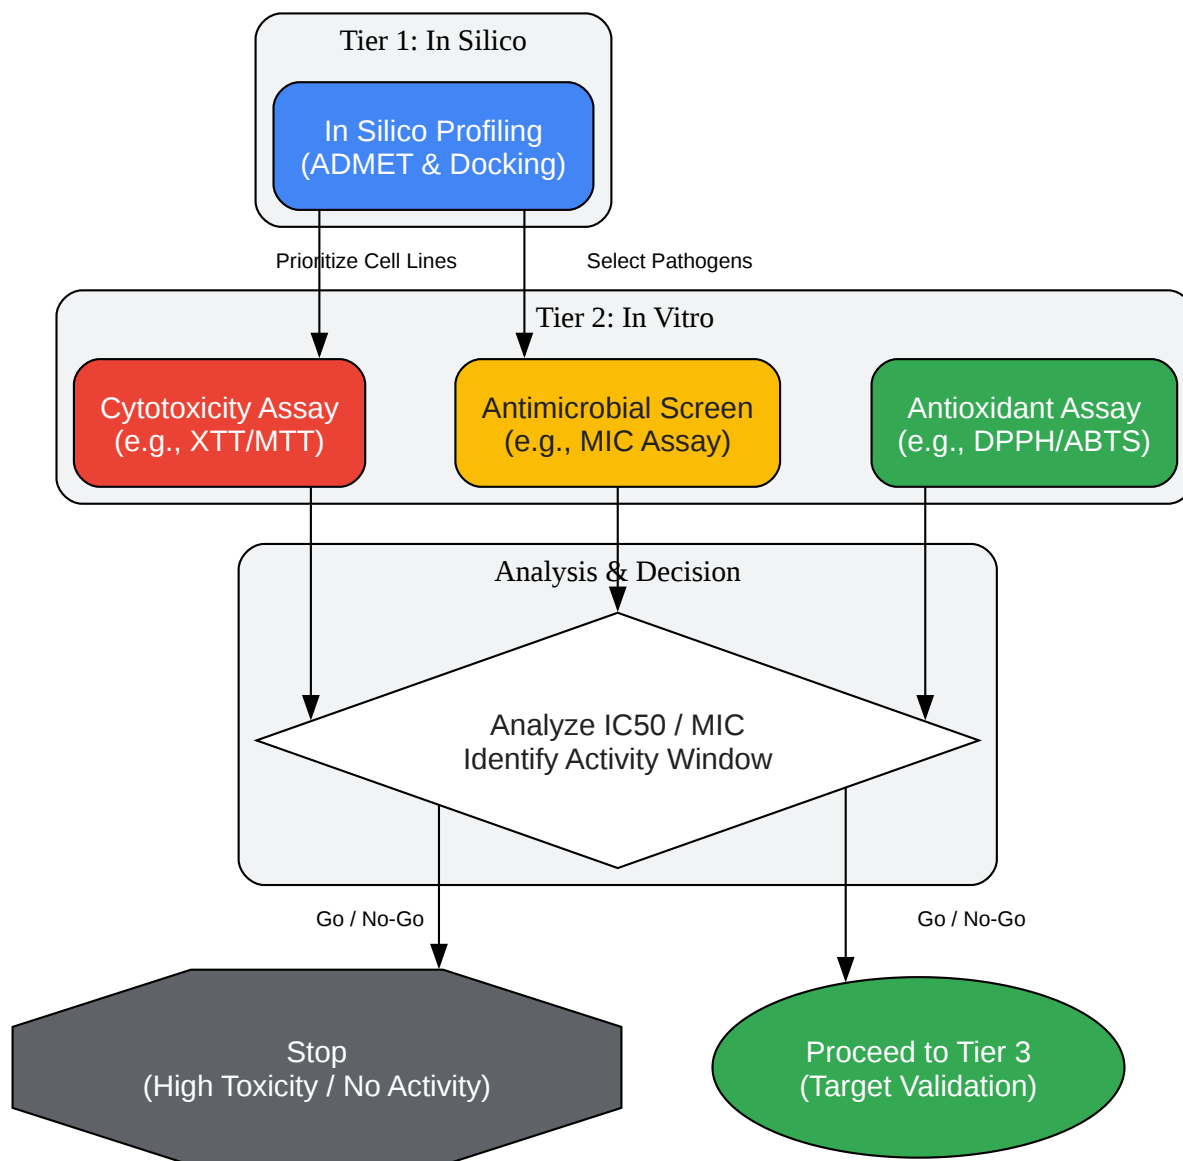 Tier 1: In Silico
In Silico Profiling
(ADMET & Docking)
Prioritize Cell Lines
Select Pathogens
Tier 2: In Vitro
Cytotoxicity Assay
(e.g., XTT/MTT)
Antimicrobial Screen
(e.g., MIC Assay)
Antioxidant Assay
(e.g., DPPH/ABTS)
Analysis & Decision
Analyze IC50 / MIC
Identify Activity Window
Go / No-Go
Go / No-Go
Stop
(High Toxicity / No Activity)
Proceed to Tier 3
(Target Validation)